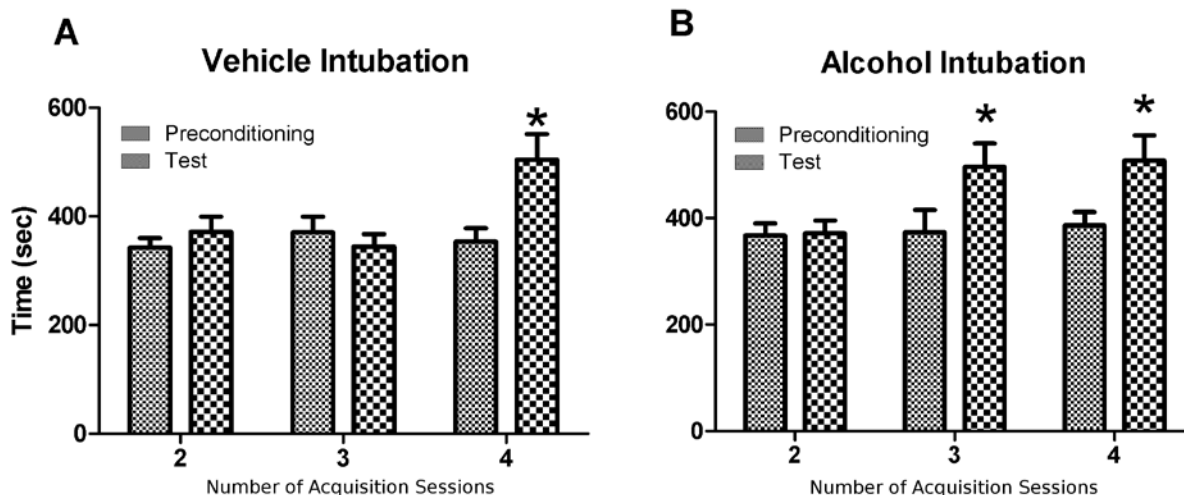 A
Vehicle Intubation
600
400
200
0
Time (sec)
Preconditioning
Test
*
2 3 4
Number of Acquisition Sessions
B
Alcohol Intubation
600
400
200
0
Preconditioning
Test
* *
2 3 4
Number of Acquisition Sessions